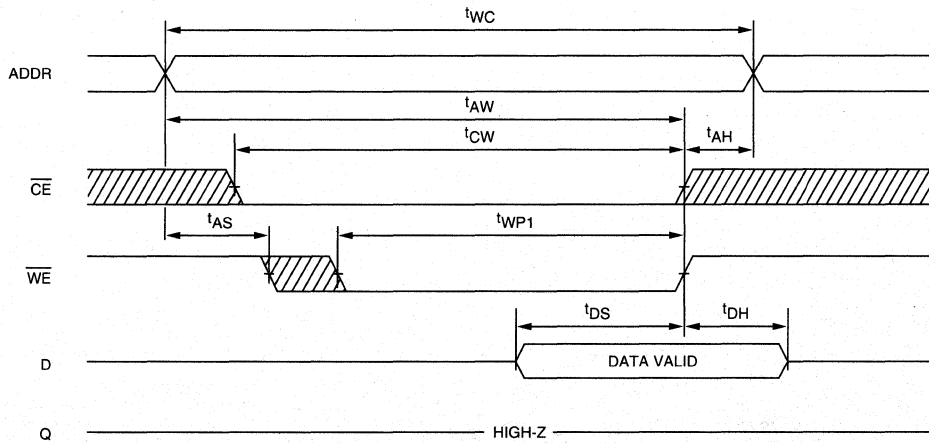 tWC
ADDR
tAW
tCW
tAH
CE
tAS
tWP1
WE
tDS
tDH
D
DATA VALID
Q
HIGH-Z